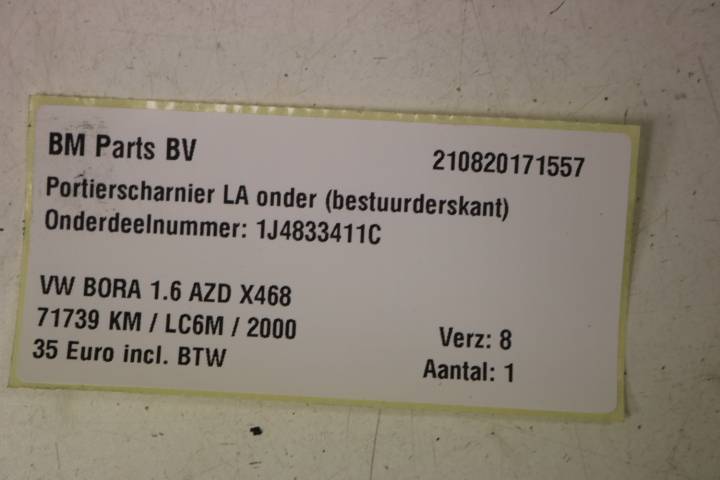 BM Parts BV 210820171557
Portierscharnier LA onder (bestuurderskant)
Onderdeelnummer: 1J4833411C
VW BORA 1.6 AZD X468
71739 KM / LC6M / 2000 Verz: 8
35 Euro incl. BTW Aantal: 1